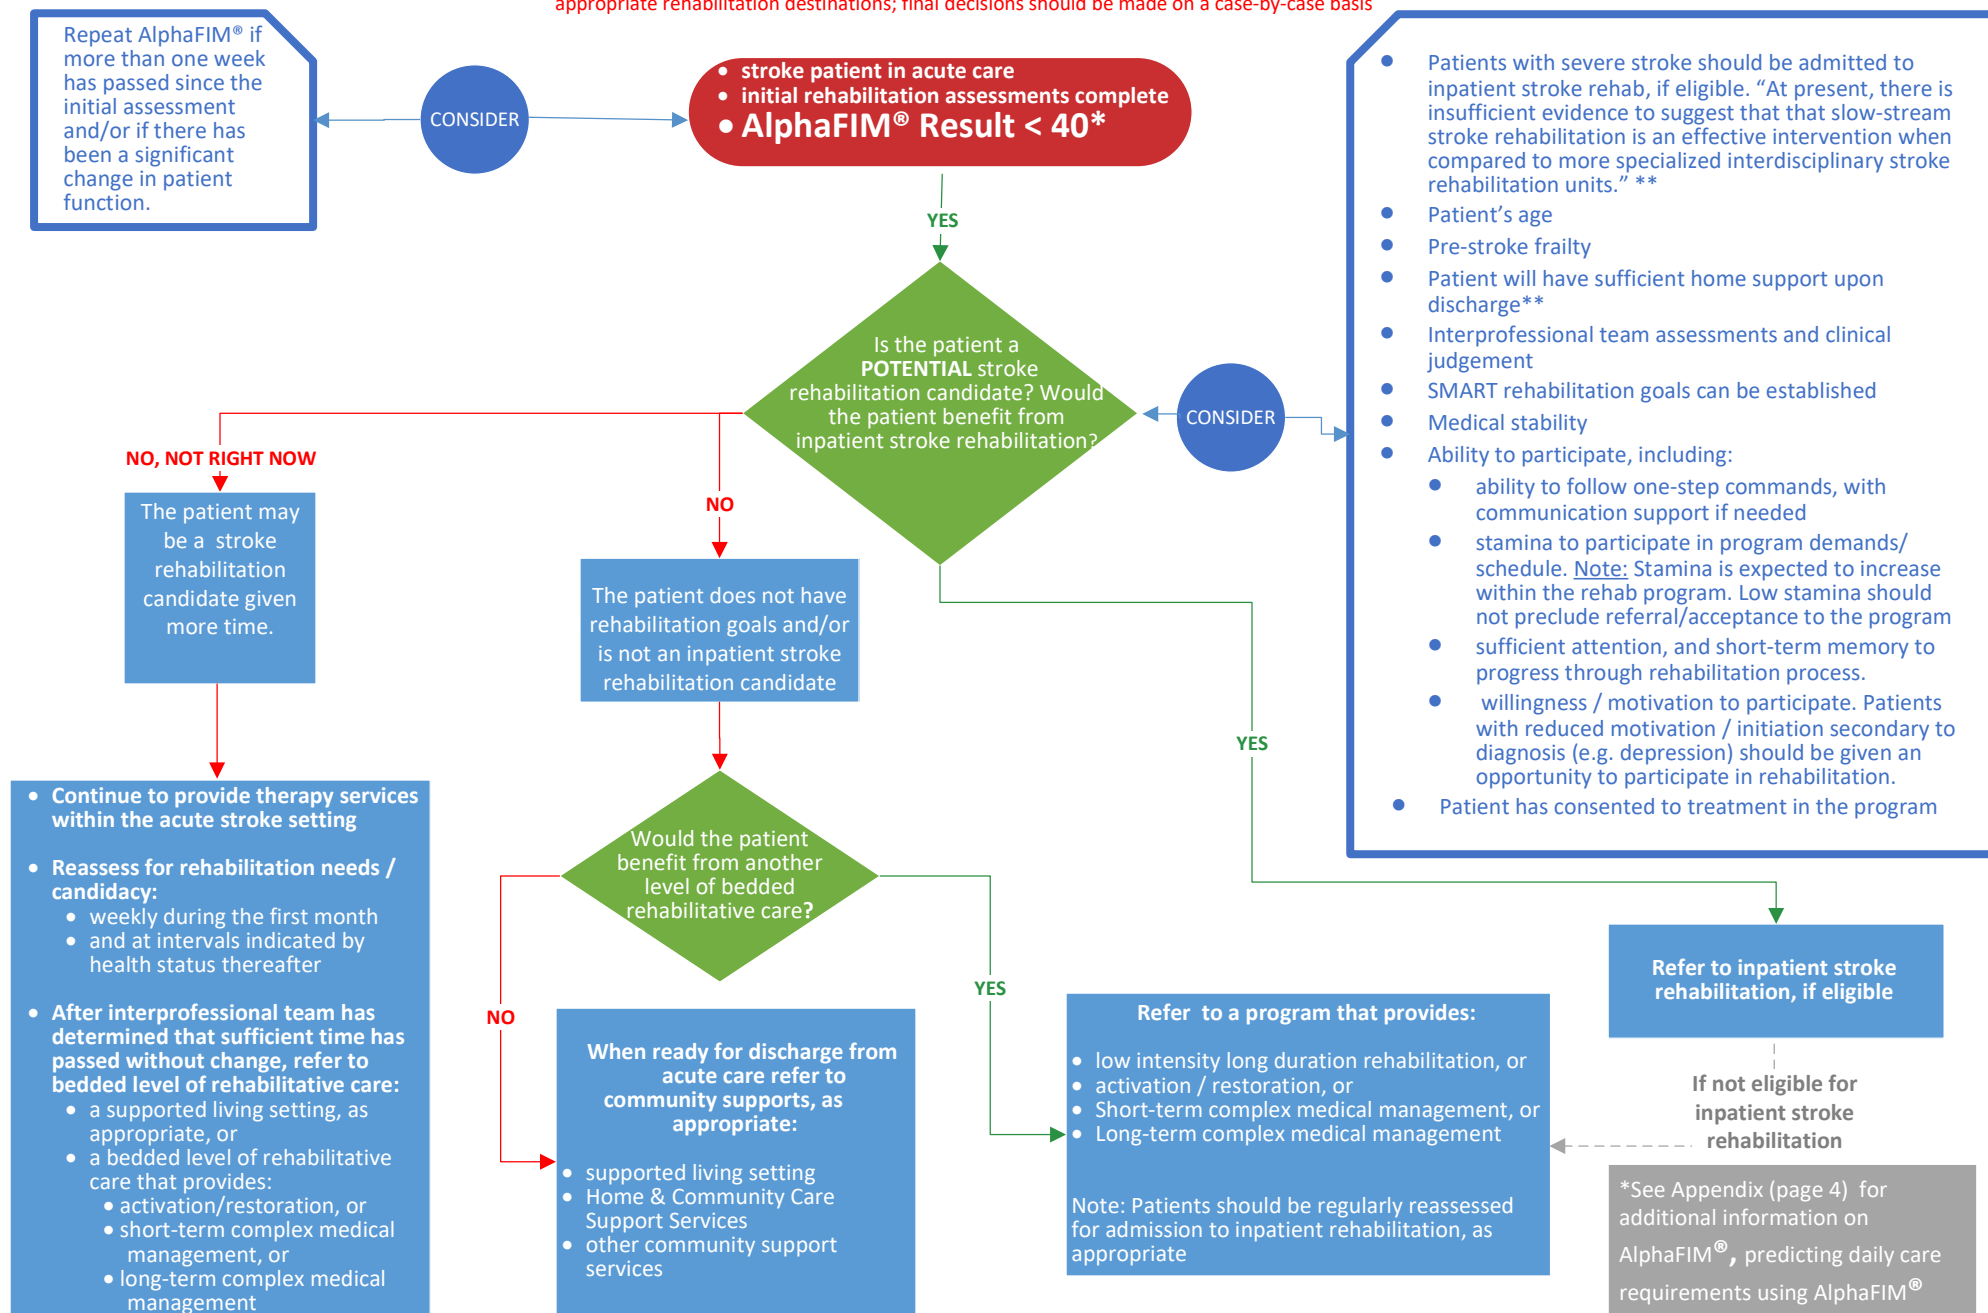 appropriate rehabilitation destinations; final decisions should be made on a case-by-case basis
Repeat AlphaFIM® if
more than one week
has passed since the
initial assessment
and/or if there has
been a significant
change in patient
function.
CONSIDER
• stroke patient in acute care
• initial rehabilitation assessments complete
• AlphaFIM® Result < 40*
YES
Is the patient a
POTENTIAL stroke
rehabilitation candidate? Would
the patient benefit from
inpatient stroke rehabilitation?
CONSIDER
• Patients with severe stroke should be admitted to
inpatient stroke rehab, if eligible. “At present, there is
insufficient evidence to suggest that that slow-stream
stroke rehabilitation is an effective intervention when
compared to more specialized interdisciplinary stroke
rehabilitation units.” **
• Patient’s age
• Pre-stroke frailty
• Patient will have sufficient home support upon
discharge**
• Interprofessional team assessments and clinical
judgement
• SMART rehabilitation goals can be established
• Medical stability
• Ability to participate, including:
• ability to follow one-step commands, with
communication support if needed
• stamina to participate in program demands/
schedule. Note: Stamina is expected to increase
within the rehab program. Low stamina should
not preclude referral/acceptance to the program
• sufficient attention, and short-term memory to
progress through rehabilitation process.
• willingness / motivation to participate. Patients
with reduced motivation / initiation secondary to
diagnosis (e.g. depression) should be given an
opportunity to participate in rehabilitation.
• Patient has consented to treatment in the program
NO, NOT RIGHT NOW
The patient may
be a stroke
rehabilitation
candidate given
more time.
NO
The patient does not have
rehabilitation goals and/or
is not an inpatient stroke
rehabilitation candidate
YES
• Continue to provide therapy services
within the acute stroke setting
• Reassess for rehabilitation needs /
candidacy:
• weekly during the first month
• and at intervals indicated by
health status thereafter
• After interprofessional team has
determined that sufficient time has
passed without change, refer to
bedded level of rehabilitative care:
• a supported living setting, as
appropriate, or
• a bedded level of rehabilitative
care that provides:
• activation/restoration, or
• short-term complex medical
management, or
• long-term complex medical
management
Would the patient
benefit from another
level of bedded
rehabilitative care?
NO
YES
When ready for discharge from
acute care refer to
community supports, as
appropriate:
• supported living setting
• Home & Community Care
Support Services
• other community support
services
Refer to a program that provides:
• low intensity long duration rehabilitation, or
• activation / restoration, or
• Short-term complex medical management, or
• Long-term complex medical management
Note: Patients should be regularly reassessed
for admission to inpatient rehabilitation, as
appropriate
Refer to inpatient stroke
rehabilitation, if eligible
If not eligible for
inpatient stroke
rehabilitation
*See Appendix (page 4) for
additional information on
AlphaFIM®, predicting daily care
requirements using AlphaFIM®